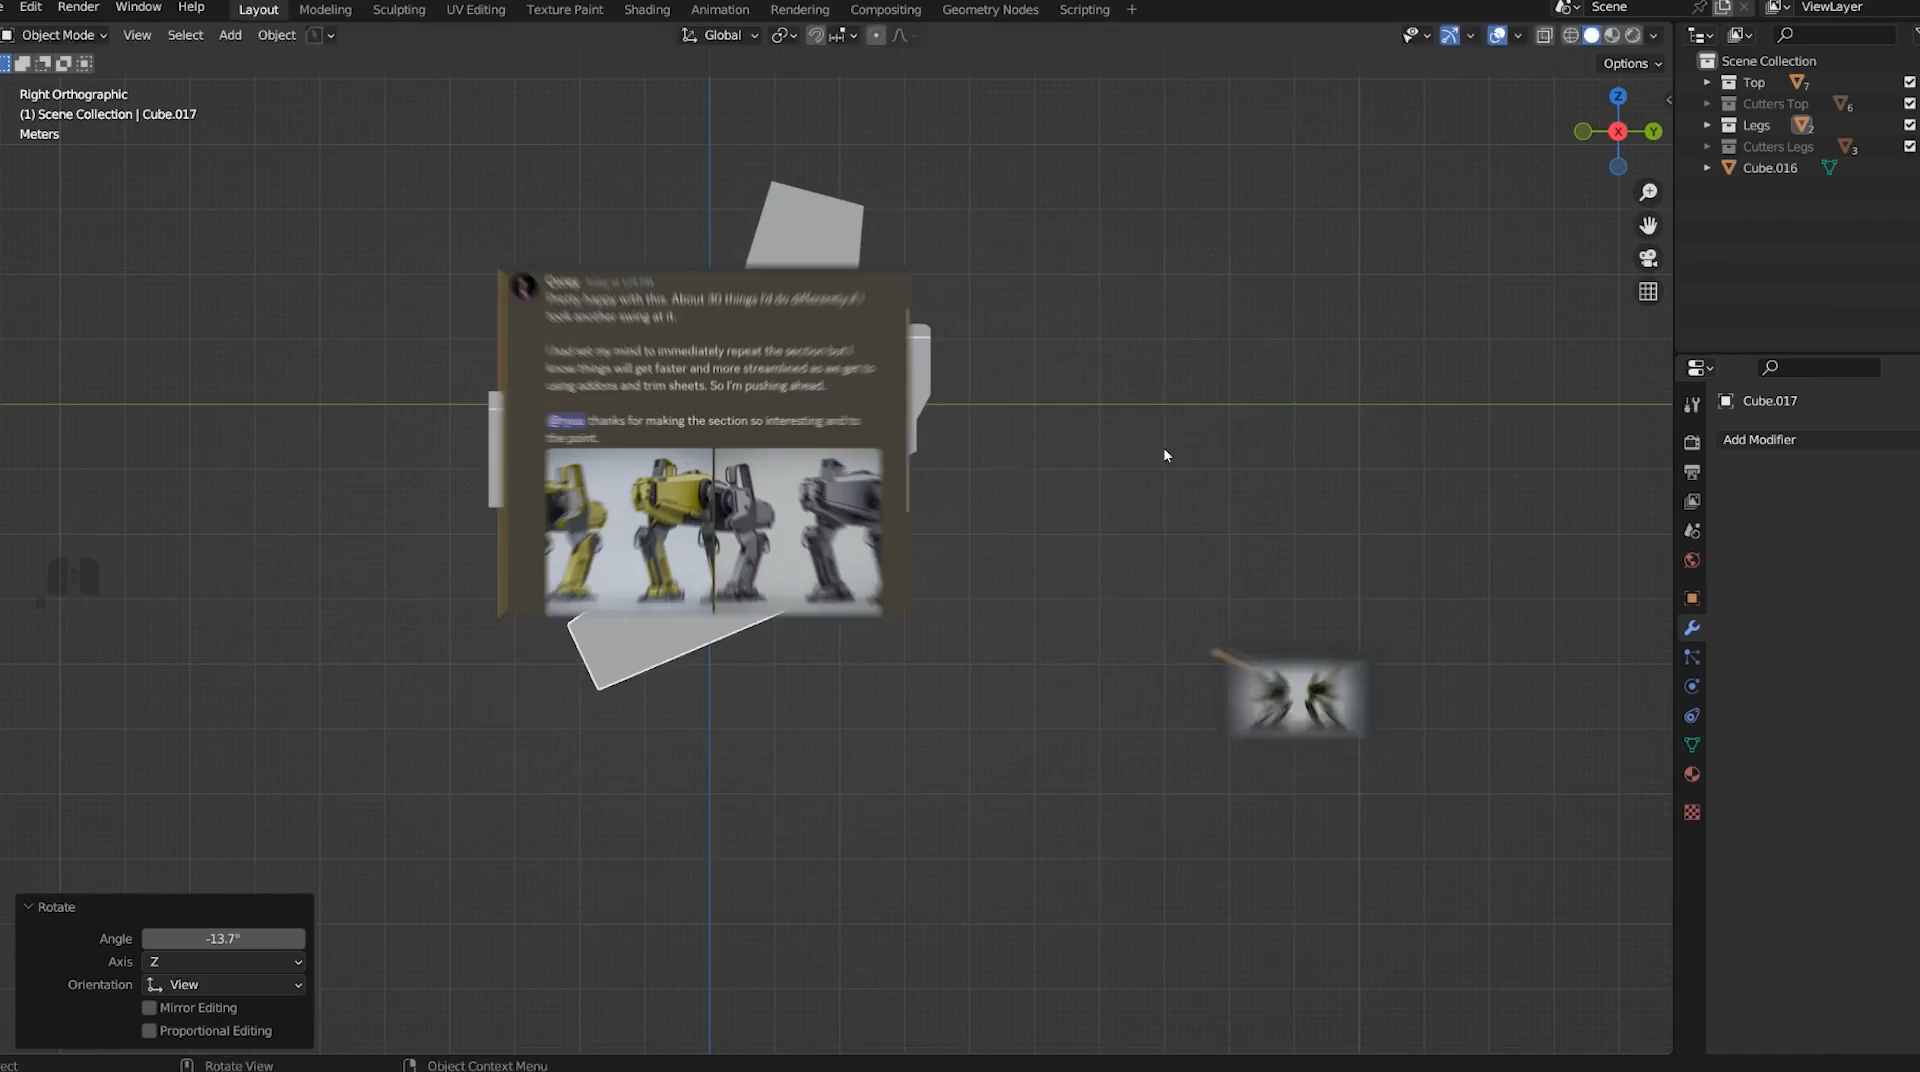 Edit Render Window Help Layout Modeling Sculpting UV Editing Texture Paint Shading Animation Rendering Compositing Geometry Nodes Scripting + Scene ViewLayer
Object Mode View Select Add Object Global
Options
Right Orthographic
(1) Scene Collection | Cube.017
Meters
Z
Y
X
Scene Collection
Top 7
Cutters Top 6
Legs 2
Cutters Legs 3
Cube.016
Pretty happy with this. About 30 things I'd do differently if I
took another swing at it.
I had set my mind to immediately repeat the section but I
know things will get faster and more streamlined as we get to
using addons and trim sheets. So I'm pushing ahead.
thanks for making the section so interesting and to
the point.
Cube.017
Add Modifier
Rotate
Angle -13.7°
Axis Z
Orientation View
Mirror Editing
Proportional Editing
ect Rotate View Object Context Menu